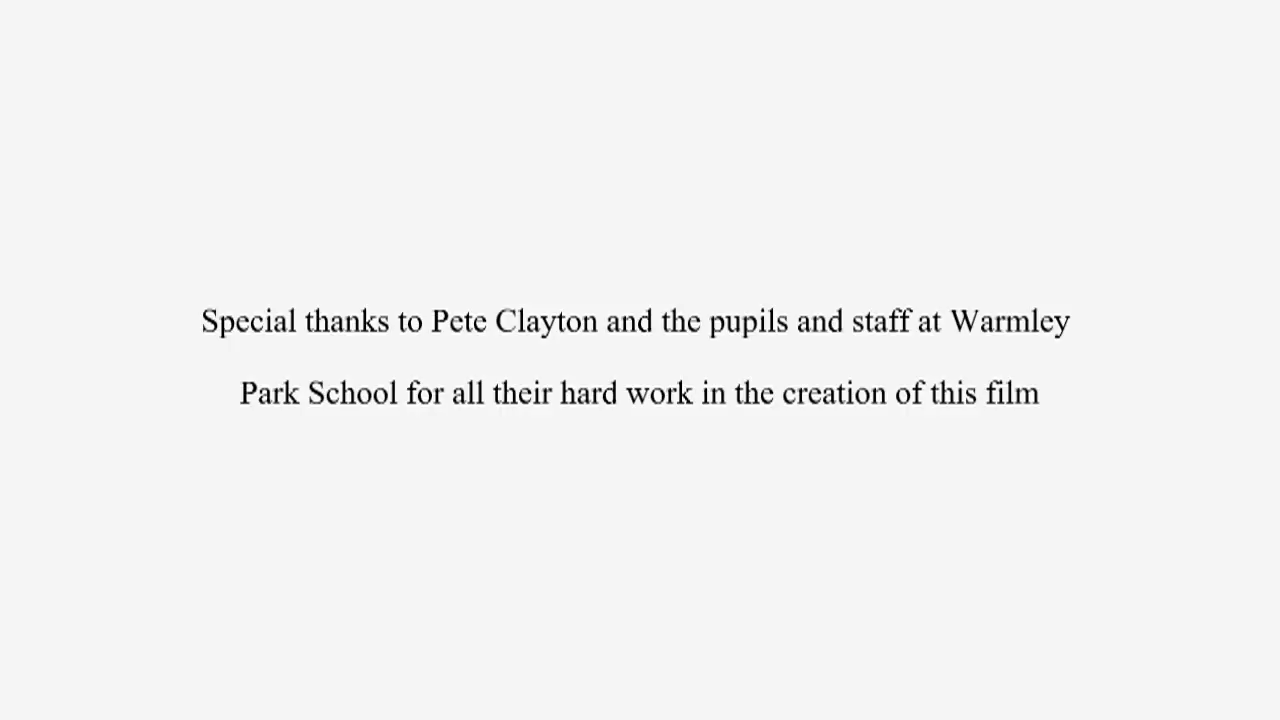 Special thanks to Pete Clayton and the pupils and staff at Warmley
Park School for all their hard work in the creation of this film